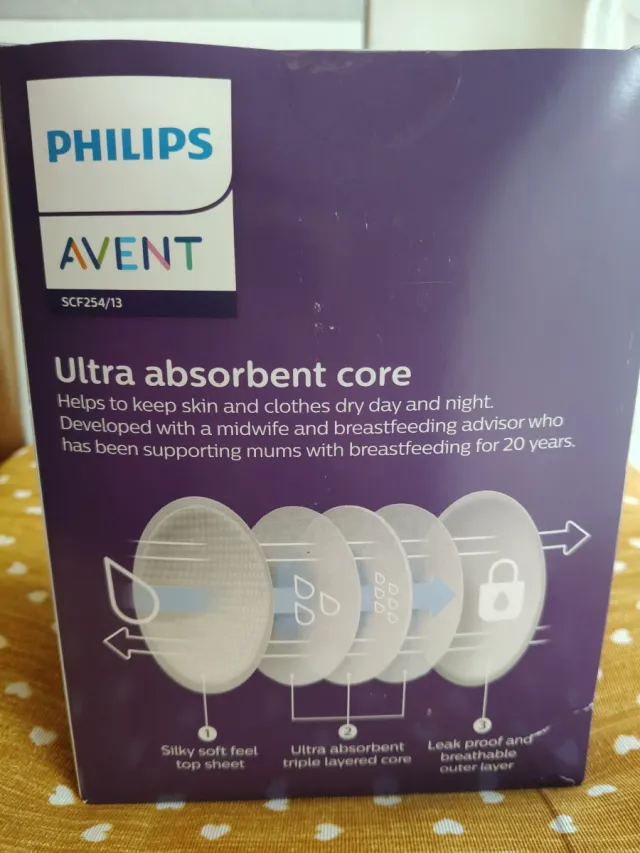 PHILIPS
AVENT
SCF254/13
Ultra absorbent core
Helps to keep skin and clothes dry day and night.
Developed with a midwife and breastfeeding advisor who
has been supporting mums with breastfeeding for 20 years.
1
Silky soft feel
top sheet
2
Ultra absorbent
triple layered core
3
Leak proof and
breathable
outer layer